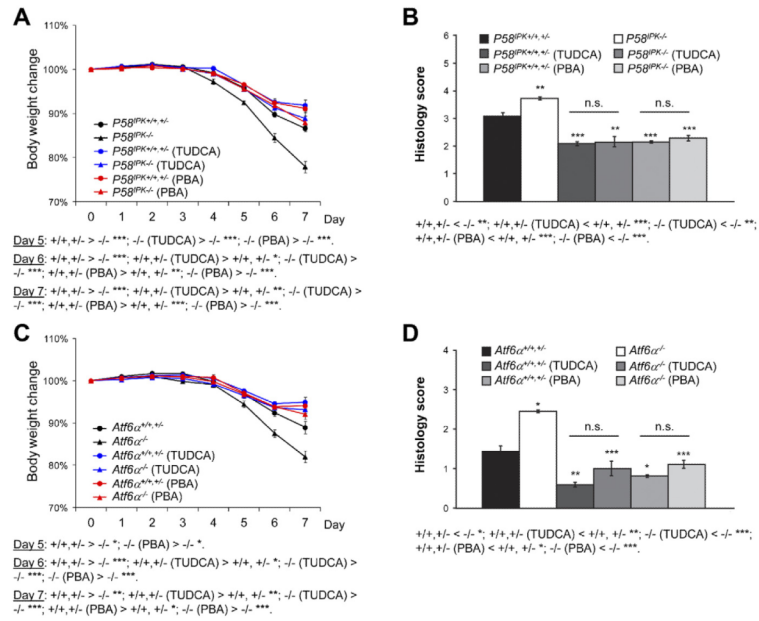 A
110%
100%
90%
80%
70%
Body weight change
P58IPK+/+,+/-
P58IPK-/-
P58IPK+/+,+/- (TUDCA)
P58IPK-/- (TUDCA)
P58IPK+/+,+/- (PBA)
P58IPK-/- (PBA)
0 1 2 3 4 5 6 7 Day
Day 5: +/+,+/- > -/- ***; -/- (TUDCA) > -/- ***; -/- (PBA) > -/- ***.
Day 6: +/+,+/- > -/- ***; +/+,+/- (TUDCA) > +/+, +/- *; -/- (TUDCA) >
-/- ***; +/+,+/- (PBA) > +/+, +/- **; -/- (PBA) > -/- ***.
Day 7: +/+,+/- > -/- ***; +/+,+/- (TUDCA) > +/+, +/- **; -/- (TUDCA) >
-/- ***; +/+,+/- (PBA) > +/+, +/- ***; -/- (PBA) > -/- ***.
B
P58IPK+/+,+/- P58IPK-/-
P58IPK+/+,+/- (TUDCA) P58IPK-/- (TUDCA)
P58IPK+/+,+/- (PBA) P58IPK-/- (PBA)
6
5
4
3
2
1
0
Histology score
**
n.s. n.s.
*** ** *** ***
+/+,+/- < -/- **; +/+,+/- (TUDCA) < +/+, +/- ***; -/- (TUDCA) < -/- **;
+/+,+/- (PBA) < +/+, +/- ***; -/- (PBA) < -/- ***.
C
110%
100%
90%
80%
70%
Body weight change
Atf6α+/+,+/-
Atf6α-/-
Atf6α+/+,+/- (TUDCA)
Atf6α-/- (TUDCA)
Atf6α+/+,+/- (PBA)
Atf6α-/- (PBA)
0 1 2 3 4 5 6 7 Day
Day 5: +/+,+/- > -/- *; -/- (PBA) > -/- *.
Day 6: +/+,+/- > -/- ***; +/+,+/- (TUDCA) > +/+, +/- *; -/- (TUDCA) >
-/- ***; -/- (PBA) > -/- ***.
Day 7: +/+,+/- > -/- **; +/+,+/- (TUDCA) > +/+, +/- **; -/- (TUDCA) >
-/- ***; +/+,+/- (PBA) > +/+, +/- *; -/- (PBA) > -/- ***.
D
Atf6α+/+,+/- Atf6α-/-
Atf6α+/+,+/- (TUDCA) Atf6α-/- (TUDCA)
Atf6α+/+,+/- (PBA) Atf6α-/- (PBA)
4
3
2
1
0
Histology score
*
n.s. n.s.
** *** * ***
+/+,+/- < -/- *; +/+,+/- (TUDCA) < +/+, +/- **; -/- (TUDCA) < -/- ***;
+/+,+/- (PBA) < +/+, +/- *; -/- (PBA) < -/- ***.